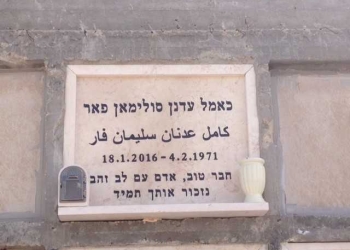 כאמל עדנן סולימאן פאר
كامل عدنان سليمان فار
18.1.2016 - 4.2.1971
חבר טוב, אדם עם לב זהב
נזכור אותך תמיד